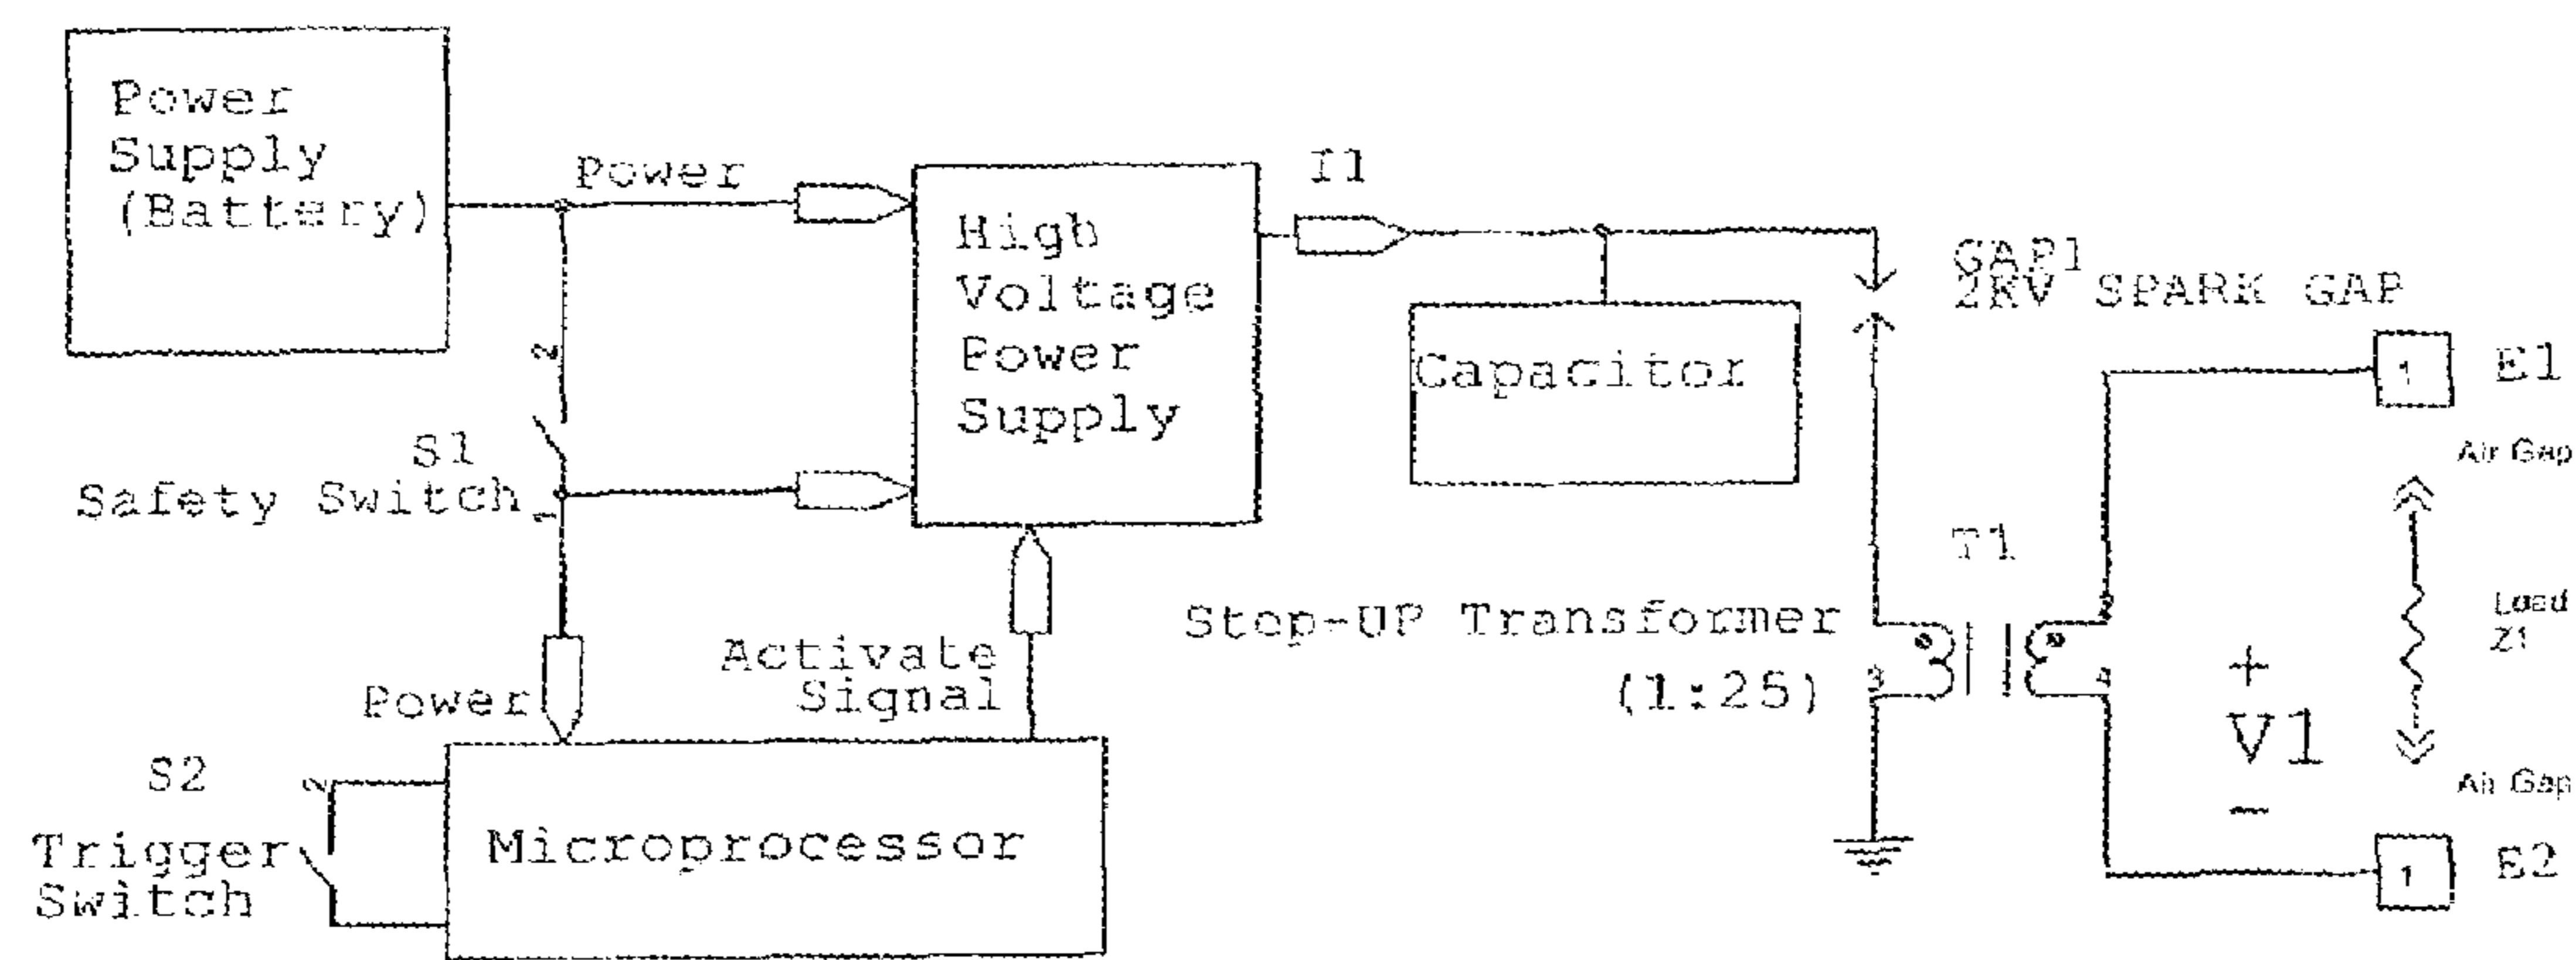 Power
Supply
(Battery)
Power
I1
High
Voltage
Power
Supply
GAP1
2KV SPARK GAP
Capacitor
2
S1
Safety Switch
1
E1
1
Air Gap
T1
Step-UP Transformer
(1:25)
2
3
4
Load
Z1
+
V1
-
Activate
Signal
Power
S2
2
Trigger
Switch
Microprocessor
Air Gap
1
E2